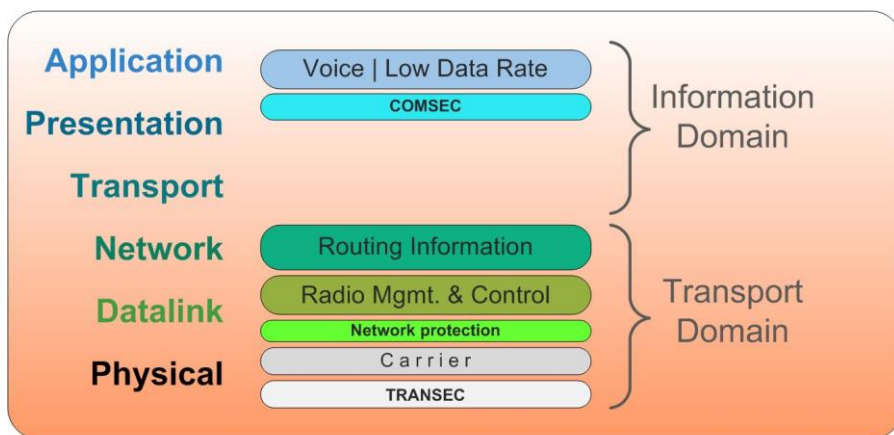 Application
Voice | Low Data Rate
COMSEC
Presentation
Transport
Information
Domain
Network
Routing Information
Datalink
Radio Mgmt. & Control
Network protection
Physical
Carrier
TRANSEC
Transport
Domain